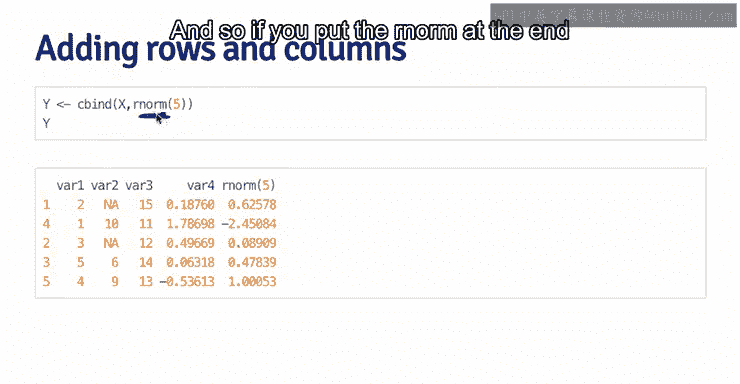 And so if you put the rnorm at the end
Adding rows and columns
Y <- cbind(X,rnorm(5))
Y
var1 var2 var3 var4 rnorm(5)
1 2 NA 15 0.18760 0.62578
4 1 10 11 1.78698 -2.45084
2 3 NA 12 0.49669 0.08909
3 5 6 14 0.06318 0.47839
5 4 9 13 -0.53613 1.00053